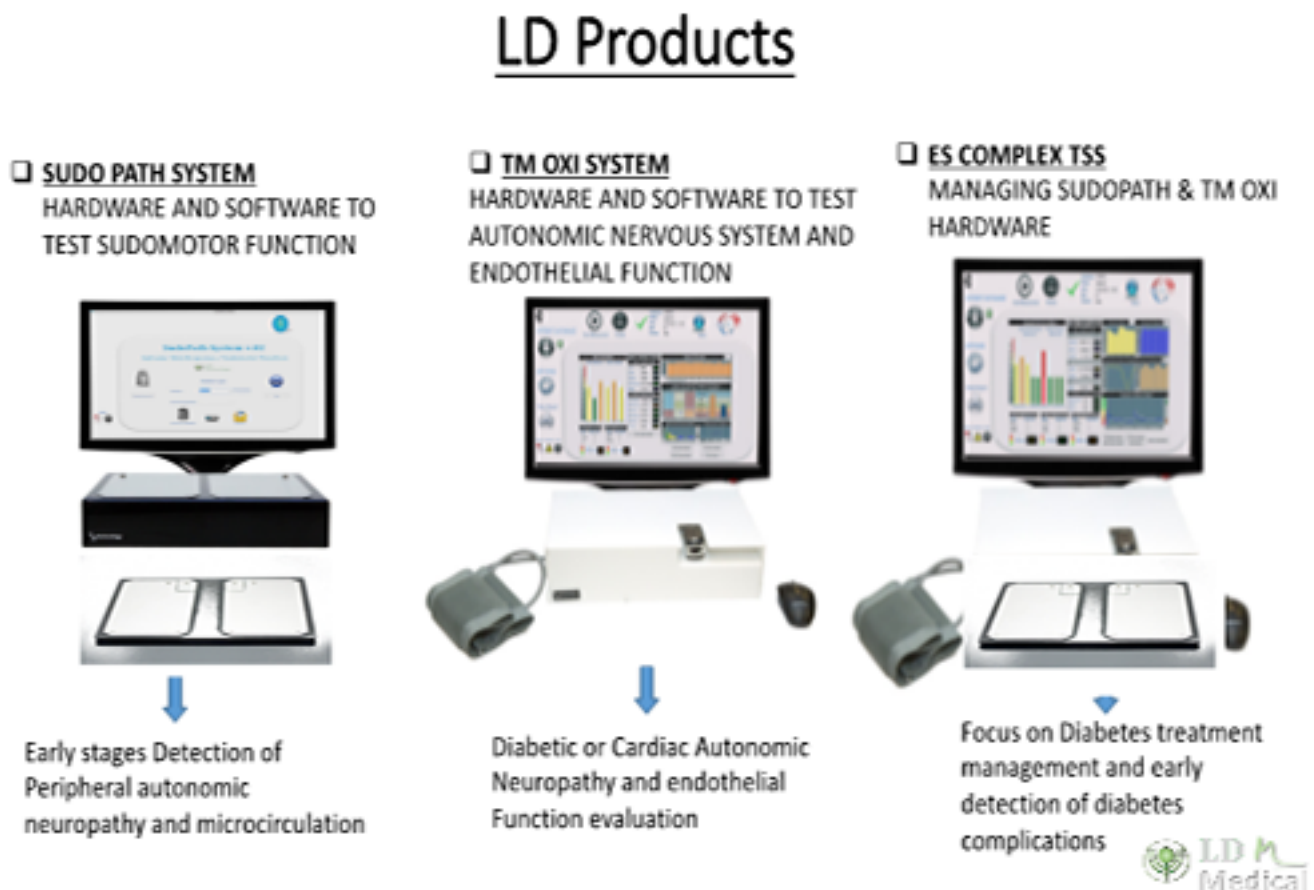 LD Products
❑ SUDO PATH SYSTEM
HARDWARE AND SOFTWARE TO
TEST SUDOMOTOR FUNCTION
Early stages Detection of
Peripheral autonomic
neuropathy and microcirculation
❑ TM OXI SYSTEM
HARDWARE AND SOFTWARE TO TEST
AUTONOMIC NERVOUS SYSTEM AND
ENDOTHELIAL FUNCTION
Diabetic or Cardiac Autonomic
Neuropathy and endothelial
Function evaluation
❑ ES COMPLEX TSS
MANAGING SUDOPATH & TM OXI
HARDWARE
Focus on Diabetes treatment
management and early
detection of diabetes
complications
LD
Medical